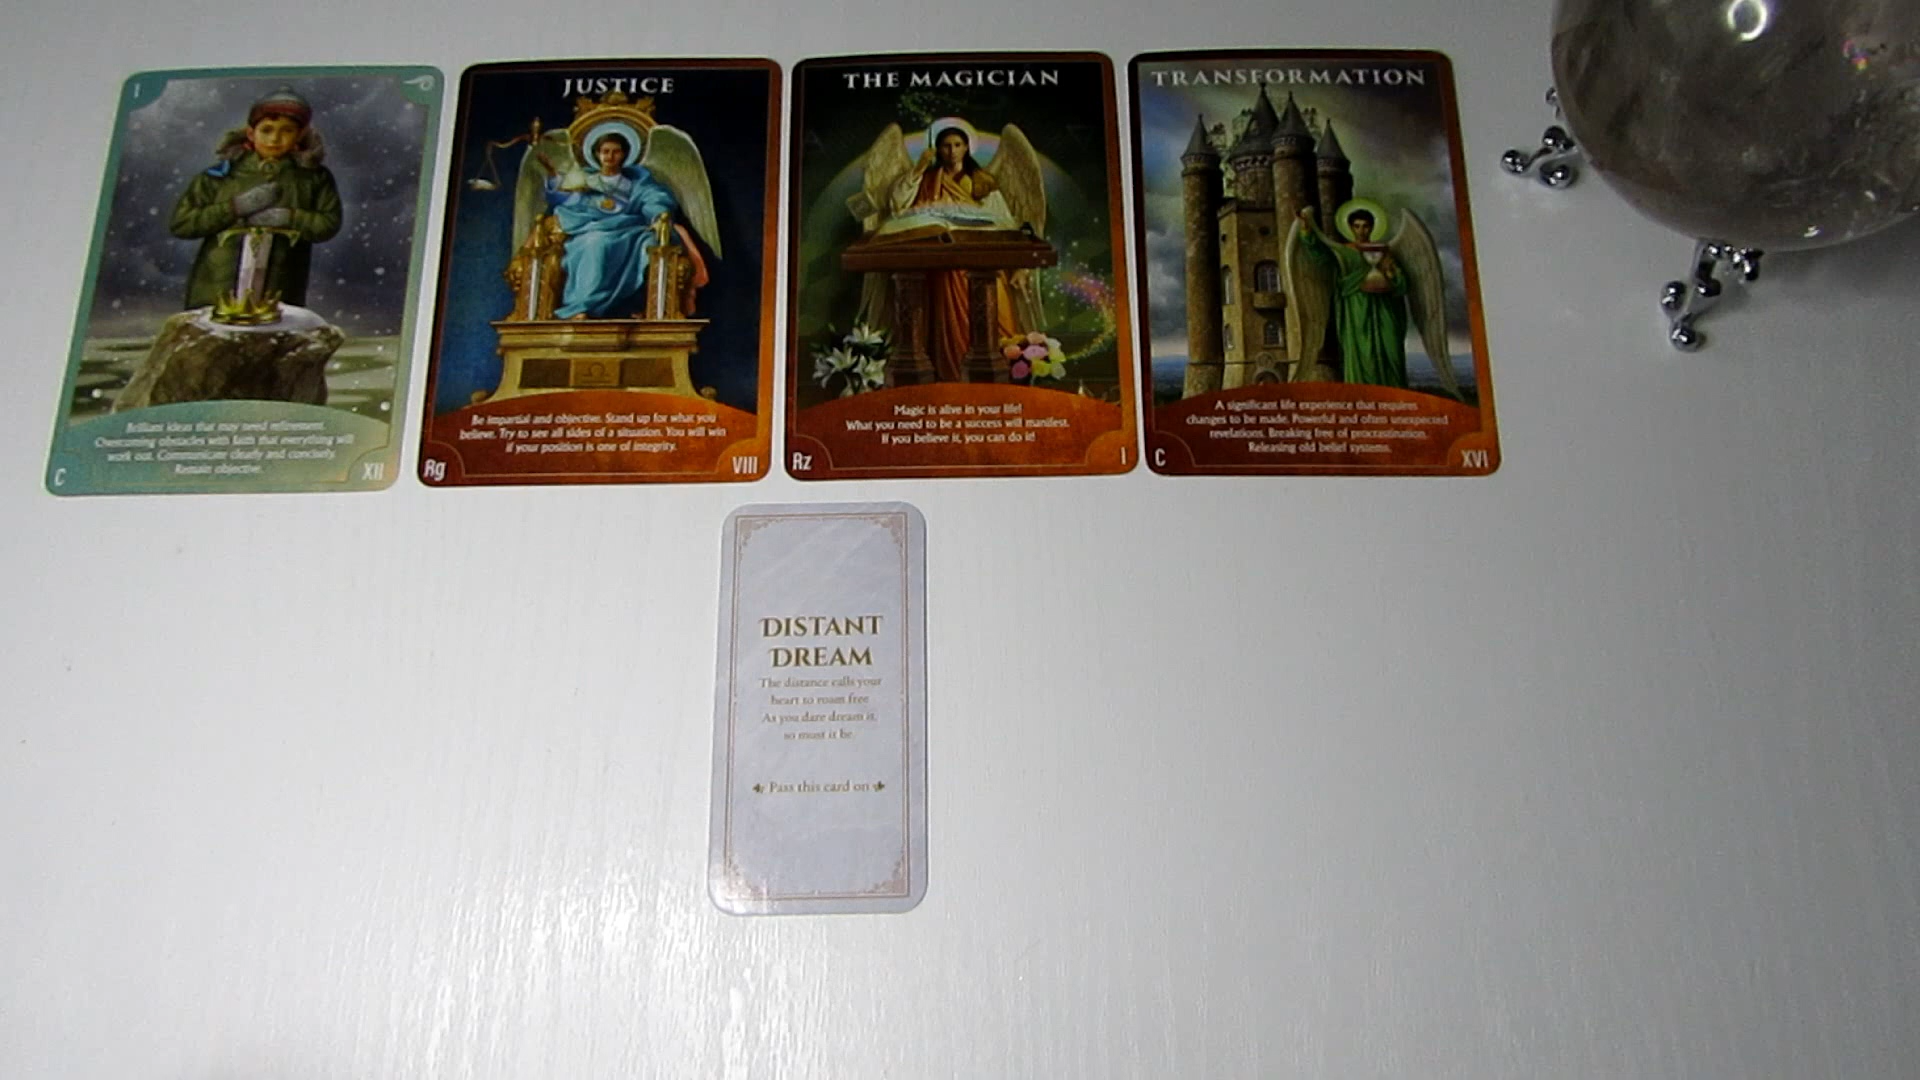 I
Brilliant ideas that may need refinement.
Overcoming obstacles with faith that everything will
work out. Communicate clearly and concisely.
Remain objective.
C
XII
JUSTICE
Be impartial and objective. Stand up for what you
believe. Try to see all sides of a situation. You will win
if your position is one of integrity.
Rg
VIII
THE MAGICIAN
Magic is alive in your life!
What you need to be a success will manifest.
If you believe it, you can do it!
Rz
I
TRANSFORMATION
A significant life experience that requires
changes to be made. Powerful and often unexpected
revelations. Breaking free of procrastination.
Releasing old belief systems.
C
XVI
DISTANT
DREAM
The distance calls your
heart to roam free
As you dare dream it,
so must it be
Pass this card on